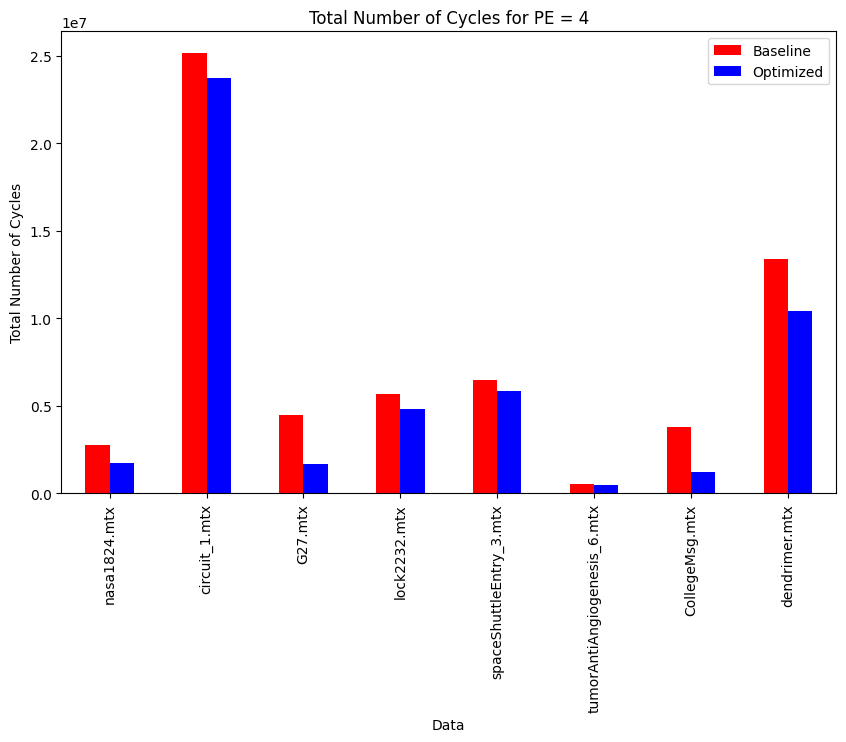 Total Number of Cycles for PE = 4
1e7
Baseline
Optimized
Total Number of Cycles
2.5
2.0
1.5
1.0
0.5
0.0
nasa1824.mtx
circuit_1.mtx
G27.mtx
lock2232.mtx
spaceShuttleEntry_3.mtx
tumorAntiAngiogenesis_6.mtx
CollegeMsg.mtx
dendrimer.mtx
Data